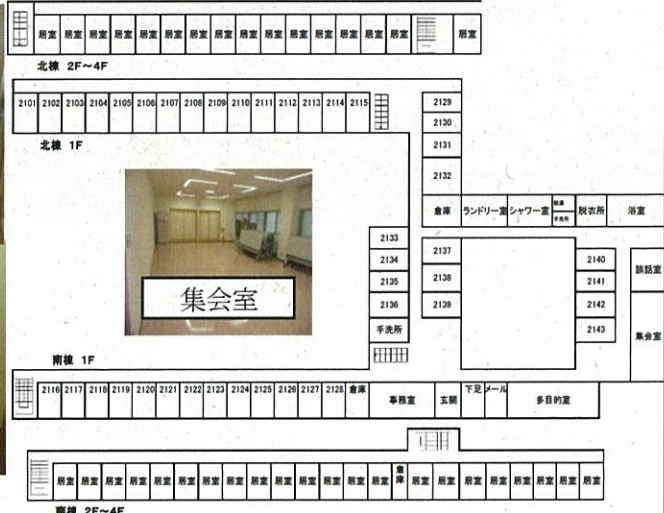 居室 居室 居室 居室 居室 居室 居室 居室 居室 居室 居室 居室 居室 居室 居室 居室
北棟 2F~4F
2101 2102 2103 2104 2105 2106 2107 2108 2109 2110 2111 2112 2113 2114 2115
北棟 1F
2129
2130
2131
2132
倉庫 ランドリー室 シャワー室 手洗所 脱衣所 浴室
集会室
2133
2134
2135
2136
手洗所
2137
2138
2139
2140
2141
2142
2143
談話室
集会室
南棟 1F
2116 2117 2118 2119 2120 2121 2122 2123 2124 2125 2126 2127 2128 倉庫 事務室 玄関 下足 メール 多目的室
居室 居室 居室 居室 居室 居室 居室 居室 居室 居室 居室 居室 居室 倉庫 居室 居室 居室 居室 居室 居室 居室 居室
南棟 2F~4F